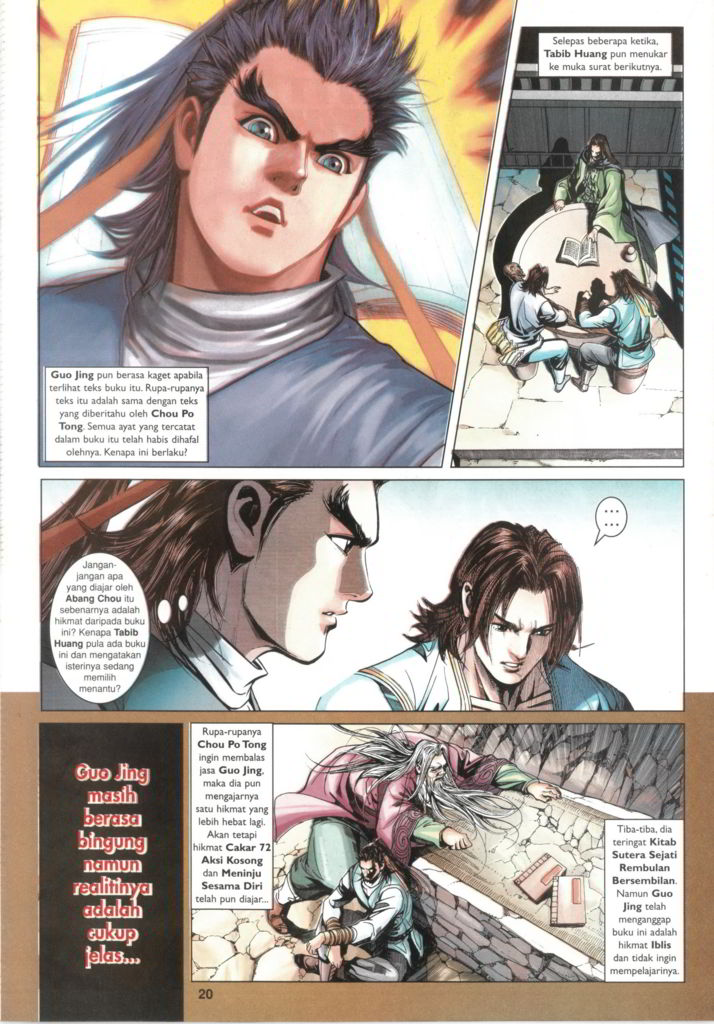 Selepas beberapa ketika,
Tabib Huang pun menukar
ke muka surat berikutnya.
Guo Jing pun berasa kaget apabila
terlihat teks buku itu. Rupa-rupanya
teks itu adalah sama dengan teks
yang diberitahu oleh Chou Po
Tong. Semua ayat yang tercatat
dalam buku itu telah habis dihafal
olehnya. Kenapa ini berlaku?
Jangan-
jangan apa
yang diajar oleh
Abang Chou itu
sebenarnya adalah
hikmat daripada buku
ini? Kenapa Tabib
Huang pula ada buku
ini dan mengatakan
isterinya sedang
memilih
menantu?
...
...
Guo Jing
masih
berasa
bingung
namun
realitinya
adalah
cukup
jelas...
Rupa-rupanya
Chou Po Tong
ingin membalas
jasa Guo Jing,
maka dia pun
mengajarnya
satu hikmat yang
lebih hebat lagi.
Akan tetapi
hikmat Cakar 72
Aksi Kosong
dan Meninju
Sesama Diri
telah pun diajar...
Tiba-tiba, dia
teringat Kitab
Sutera Sejati
Rembulan
Bersembilan.
Namun Guo
Jing telah
menganggap
buku ini adalah
hikmat Iblis
dan tidak ingin
mempelajarinya.
20